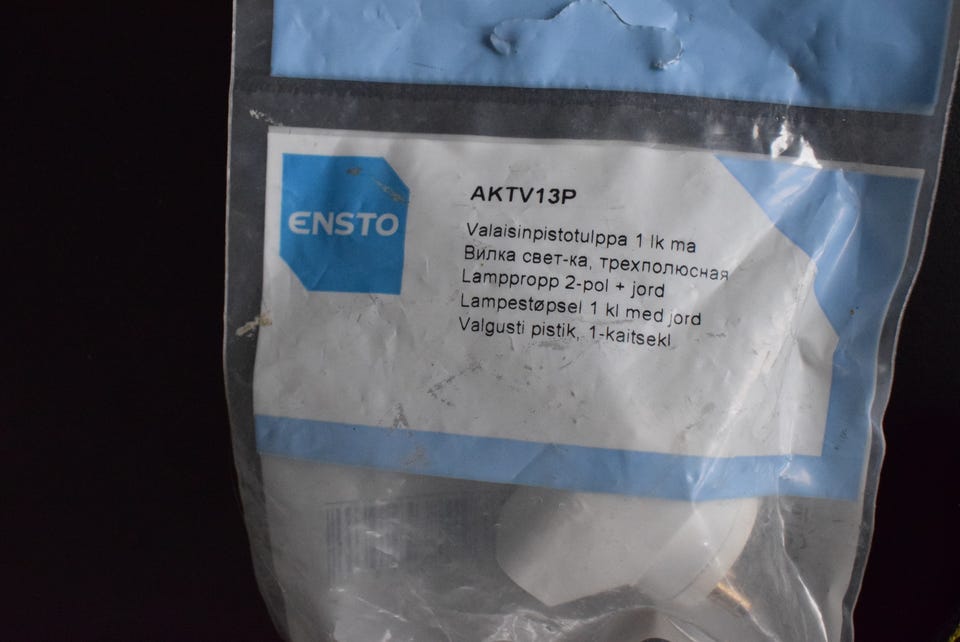 ENSTO
AKTV13P
Valaisinpistotulppa 1 lk ma
Вилка свет-ка, трехполюсная
Lamppropp 2-pol + jord
Lampestøpsel 1 kl med jord
Valgusti pistik, 1-kaitsekl